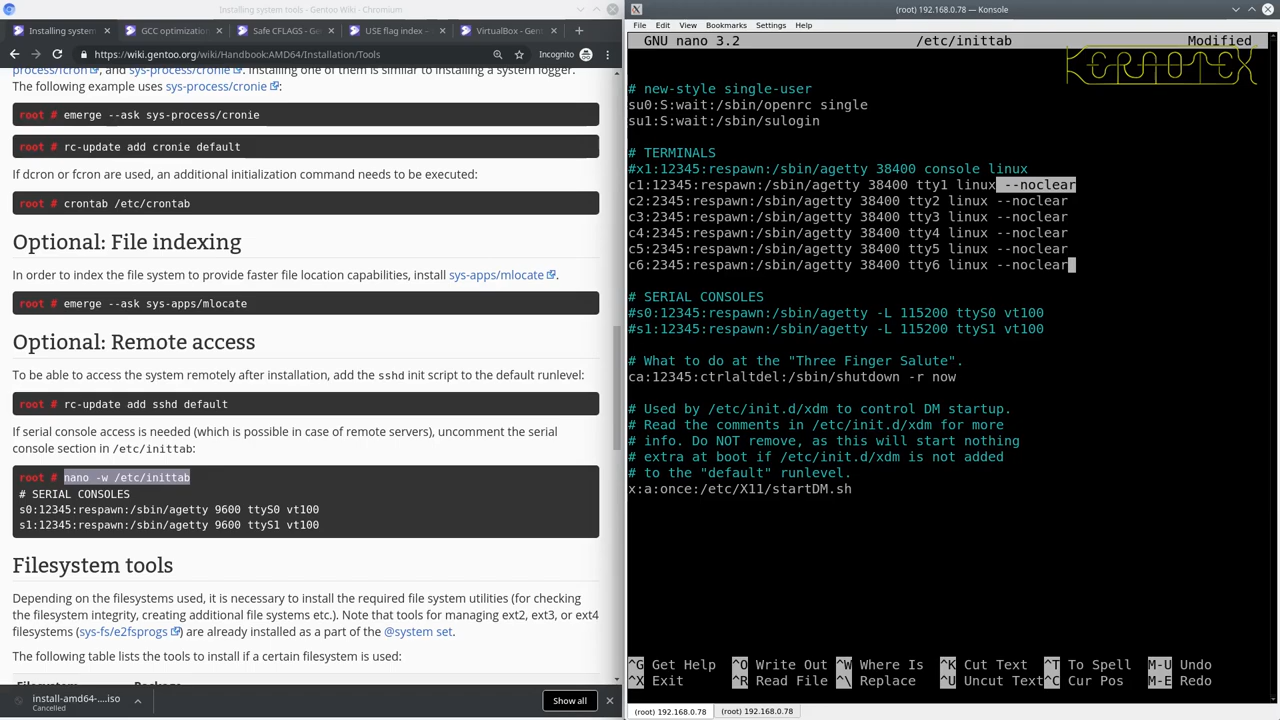 Installing system tools - Gentoo Wiki - Chromium
Installing system
GCC optimizatio
Safe CFLAGS - Ge
USE flag index -
VirtualBox - Gent
https://wiki.gentoo.org/wiki/Handbook:AMD64/Installation/Tools
Incognito
process/fcron, and sys-process/cronie. Installing one of them is similar to installing a system logger.
The following example uses sys-process/cronie:
root # emerge --ask sys-process/cronie
root # rc-update add cronie default
If dcron or fcron are used, an additional initialization command needs to be executed:
root # crontab /etc/crontab
Optional: File indexing
In order to index the file system to provide faster file location capabilities, install sys-apps/mlocate.
root # emerge --ask sys-apps/mlocate
Optional: Remote access
To be able to access the system remotely after installation, add the sshd init script to the default runlevel:
root # rc-update add sshd default
If serial console access is needed (which is possible in case of remote servers), uncomment the serial
console section in /etc/inittab:
root # nano -w /etc/inittab
# SERIAL CONSOLES
s0:12345:respawn:/sbin/agetty 9600 ttyS0 vt100
s1:12345:respawn:/sbin/agetty 9600 ttyS1 vt100
Filesystem tools
Depending on the filesystems used, it is necessary to install the required file system utilities (for checking
the filesystem integrity, creating additional file systems etc.). Note that tools for managing ext2, ext3, or ext4
filesystems (sys-fs/e2fsprogs) are already installed as a part of the @system set.
The following table lists the tools to install if a certain filesystem is used:
install-amd64-....iso
Cancelled
Show all
(root) 192.168.0.78 — Konsole
File Edit View Bookmarks Settings Help
GNU nano 3.2 /etc/inittab Modified
KERNOTEX
# new-style single-user
su0:S:wait:/sbin/openrc single
su1:S:wait:/sbin/sulogin
# TERMINALS
#x1:12345:respawn:/sbin/agetty 38400 console linux
c1:12345:respawn:/sbin/agetty 38400 tty1 linux --noclear
c2:2345:respawn:/sbin/agetty 38400 tty2 linux --noclear
c3:2345:respawn:/sbin/agetty 38400 tty3 linux --noclear
c4:2345:respawn:/sbin/agetty 38400 tty4 linux --noclear
c5:2345:respawn:/sbin/agetty 38400 tty5 linux --noclear
c6:2345:respawn:/sbin/agetty 38400 tty6 linux --noclear
# SERIAL CONSOLES
#s0:12345:respawn:/sbin/agetty -L 115200 ttyS0 vt100
#s1:12345:respawn:/sbin/agetty -L 115200 ttyS1 vt100
# What to do at the "Three Finger Salute".
ca:12345:ctrlaltdel:/sbin/shutdown -r now
# Used by /etc/init.d/xdm to control DM startup.
# Read the comments in /etc/init.d/xdm for more
# info. Do NOT remove, as this will start nothing
# extra at boot if /etc/init.d/xdm is not added
# to the "default" runlevel.
x:a:once:/etc/X11/startDM.sh
^G Get Help ^O Write Out ^W Where Is ^K Cut Text ^T To Spell M-U Undo
^X Exit ^R Read File ^\ Replace ^U Uncut Text ^C Cur Pos M-E Redo
(root) 192.168.0.78
(root) 192.168.0.78